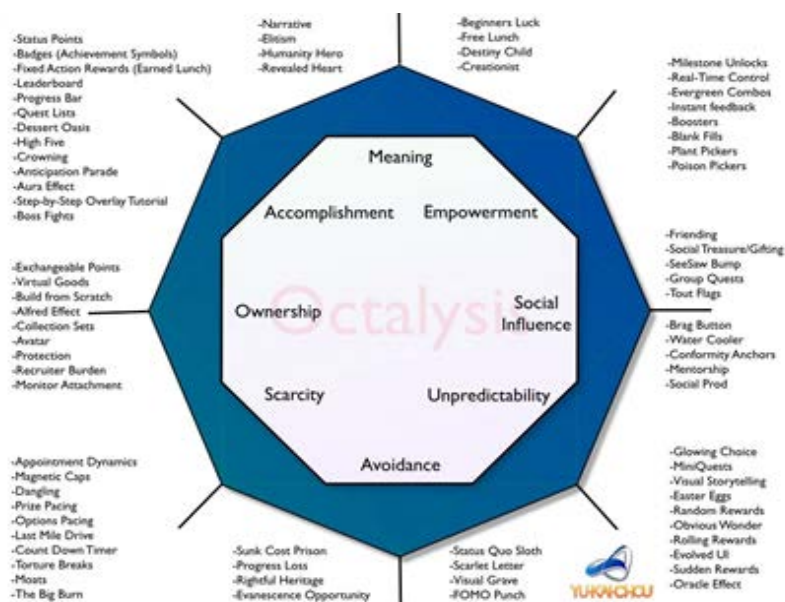 -Narrative
-Elitism
-Humanity Hero
-Revealed Heart
-Beginners Luck
-Free Lunch
-Destiny Child
-Creationist
-Status Points
-Badges (Achievement Symbols)
-Fixed Action Rewards (Earned Lunch)
-Leaderboard
-Progress Bar
-Quest Lists
-Dessert Oasis
-High Five
-Crowning
-Anticipation Parade
-Aura Effect
-Step-by-Step Overlay Tutorial
-Boss Fights
-Milestone Unlocks
-Real-Time Control
-Evergreen Combos
-Instant feedback
-Boosters
-Blank Fills
-Plant Pickers
-Poison Pickers
Meaning
Accomplishment
Empowerment
Ownership
Octalysis
Social
Influence
Scarcity
Unpredictability
Avoidance
-Exchangeable Points
-Virtual Goods
-Build from Scratch
-Alfred Effect
-Collection Sets
-Avatar
-Protection
-Recruiter Burden
-Monitor Attachment
-Friending
-Social Treasure/Gifting
-SeeSaw Bump
-Group Quests
-Tout Flags
-Brag Button
-Water Cooler
-Conformity Anchors
-Mentorship
-Social Prod
-Appointment Dynamics
-Magnetic Caps
-Dangling
-Prize Pacing
-Options Pacing
-Last Mile Drive
-Count Down Timer
-Torture Breaks
-Moats
-The Big Burn
-Sunk Cost Prison
-Progress Loss
-Rightful Heritage
-Evanescence Opportunity
-Status Quo Sloth
-Scarlet Letter
-Visual Grave
-FOMO Punch
-Glowing Choice
-MiniQuests
-Visual Storytelling
-Easter Eggs
-Random Rewards
-Obvious Wonder
-Rolling Rewards
-Evolved UI
-Sudden Rewards
-Oracle Effect
YUKAICHOU